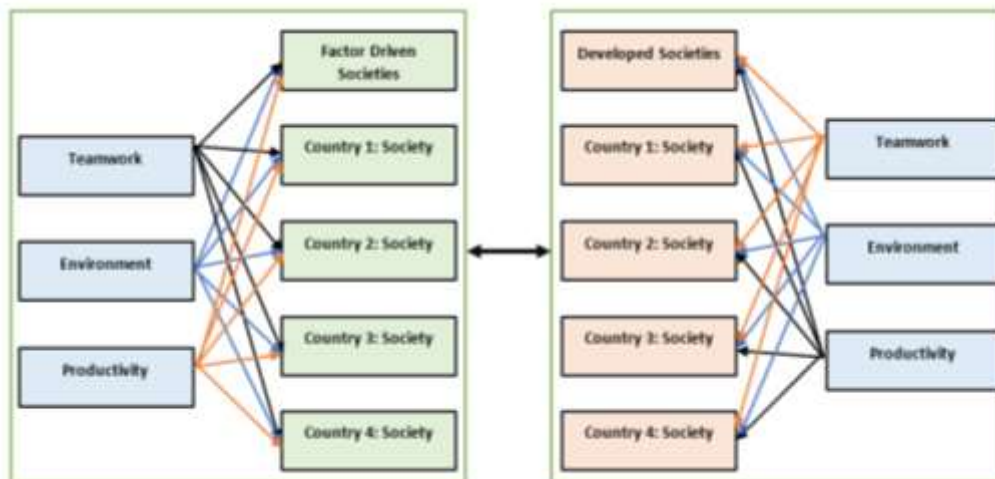 Factor Driven
Societies
Teamwork
Country 1: Society
Environment
Country 2: Society
Productivity
Country 3: Society
Country 4: Society
Developed Societies
Country 1: Society
Teamwork
Country 2: Society
Environment
Country 3: Society
Productivity
Country 4: Society